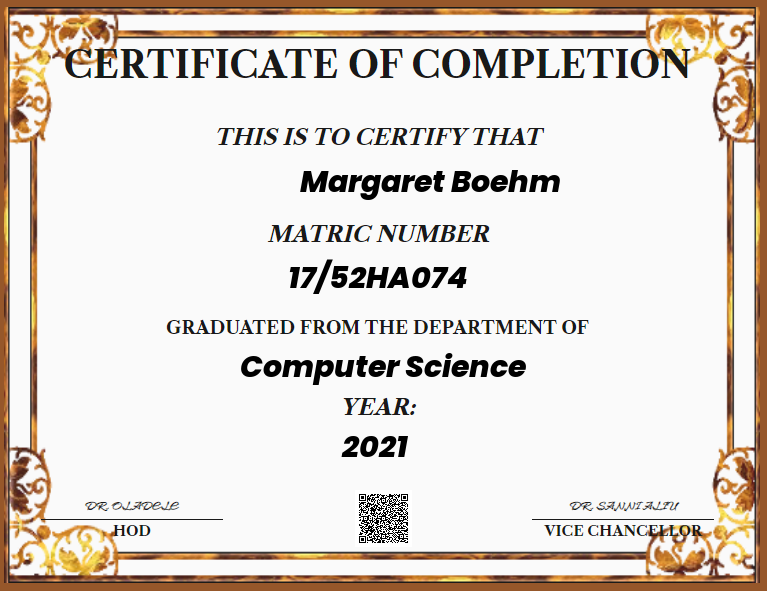 CERTIFICATE OF COMPLETION
THIS IS TO CERTIFY THAT
Margaret Boehm
MATRIC NUMBER
17/52HA074
GRADUATED FROM THE DEPARTMENT OF
Computer Science
YEAR:
2021
DR. OLADELE
HOD
DR. SANNI ALIU
VICE CHANCELLOR